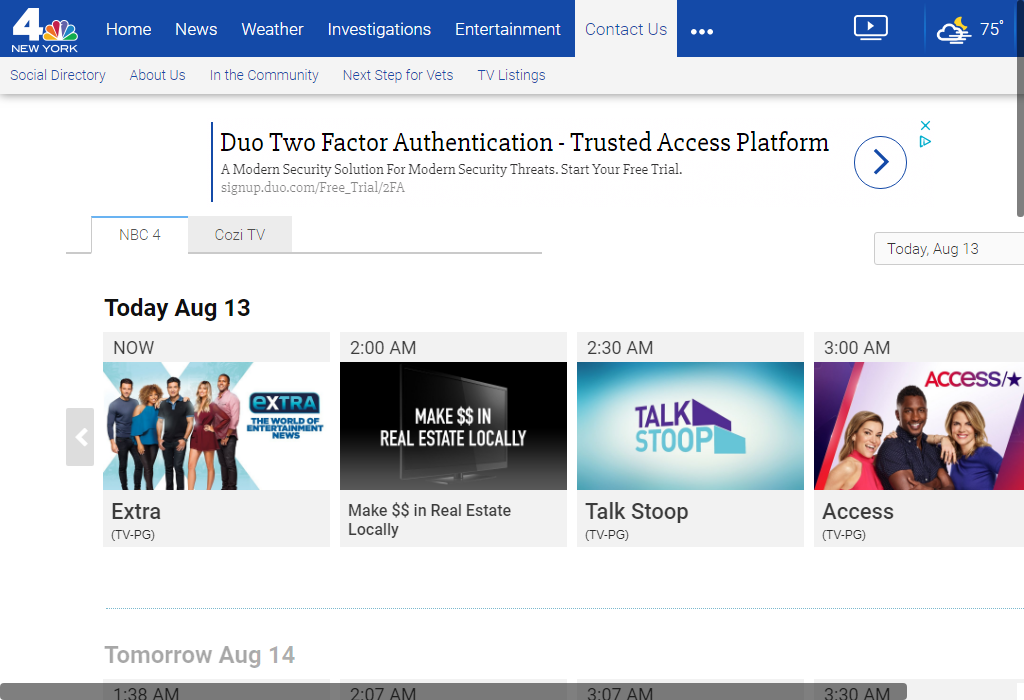 4
NEW YORK
Home News Weather Investigations Entertainment Contact Us ••• 75°
Social Directory About Us In the Community Next Step for Vets TV Listings
Duo Two Factor Authentication - Trusted Access Platform
A Modern Security Solution For Modern Security Threats. Start Your Free Trial.
signup.duo.com/Free_Trial/2FA
NBC 4 Cozi TV
Today, Aug 13
Today Aug 13
NOW 2:00 AM 2:30 AM 3:00 AM
eXTRA
THE WORLD OF
ENTERTAINMENT
NEWS
MAKE $$ IN
REAL ESTATE LOCALLY
TALK
STOOP
ACCESS/★
Extra
(TV-PG)
Make $$ in Real Estate
Locally
Talk Stoop
(TV-PG)
Access
(TV-PG)
Tomorrow Aug 14
1:38 AM 2:07 AM 3:07 AM 3:30 AM